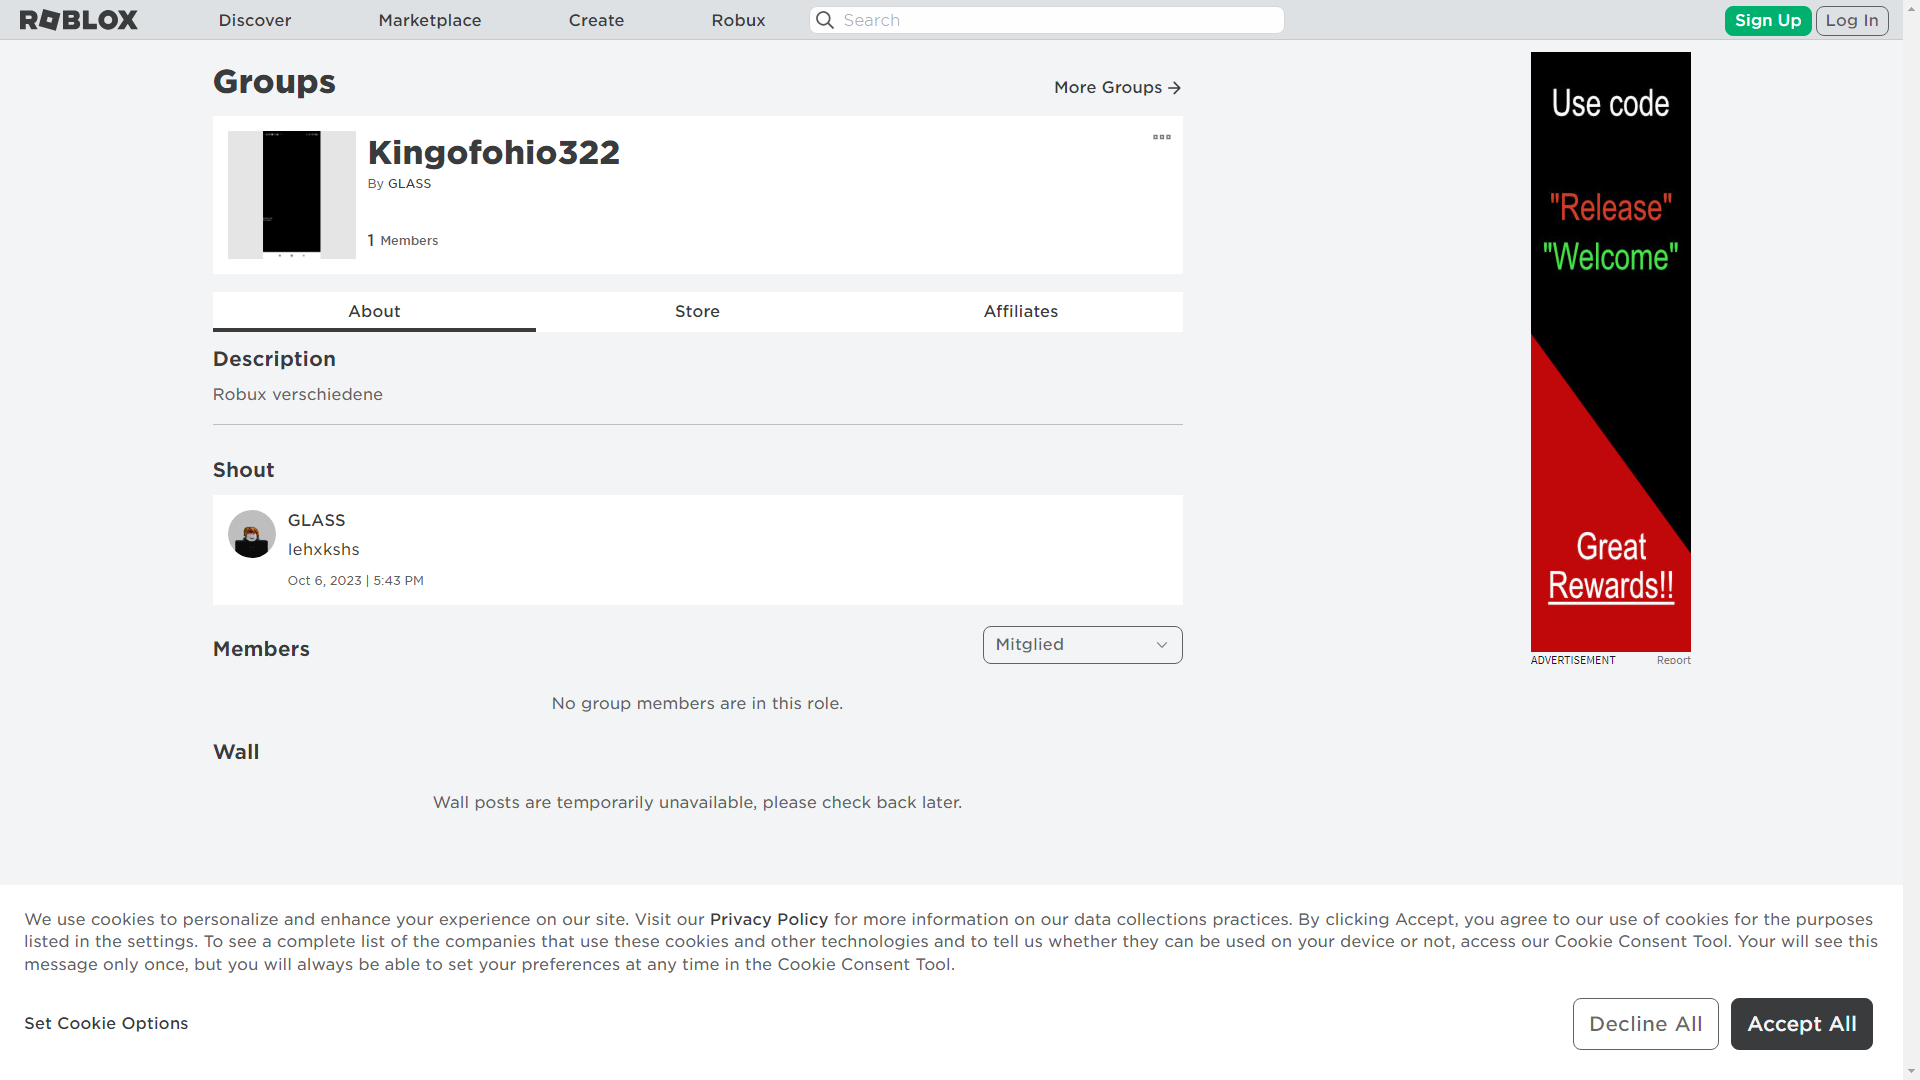 ROBLOX
Discover
Marketplace
Create
Robux
Search
Sign Up
Log In
Groups
More Groups
Kingofohio322
By GLASS
1 Members
About
Store
Affiliates
Description
Robux verschiedene
Shout
GLASS
lehxkshs
Oct 6, 2023 | 5:43 PM
Members
Mitglied
No group members are in this role.
Wall
Wall posts are temporarily unavailable, please check back later.
Use code
"Release"
"Welcome"
Great
Rewards!!
ADVERTISEMENT
Report
We use cookies to personalize and enhance your experience on our site. Visit our Privacy Policy for more information on our data collections practices. By clicking Accept, you agree to our use of cookies for the purposes
listed in the settings. To see a complete list of the companies that use these cookies and other technologies and to tell us whether they can be used on your device or not, access our Cookie Consent Tool. Your will see this
message only once, but you will always be able to set your preferences at any time in the Cookie Consent Tool.
Set Cookie Options
Decline All
Accept All